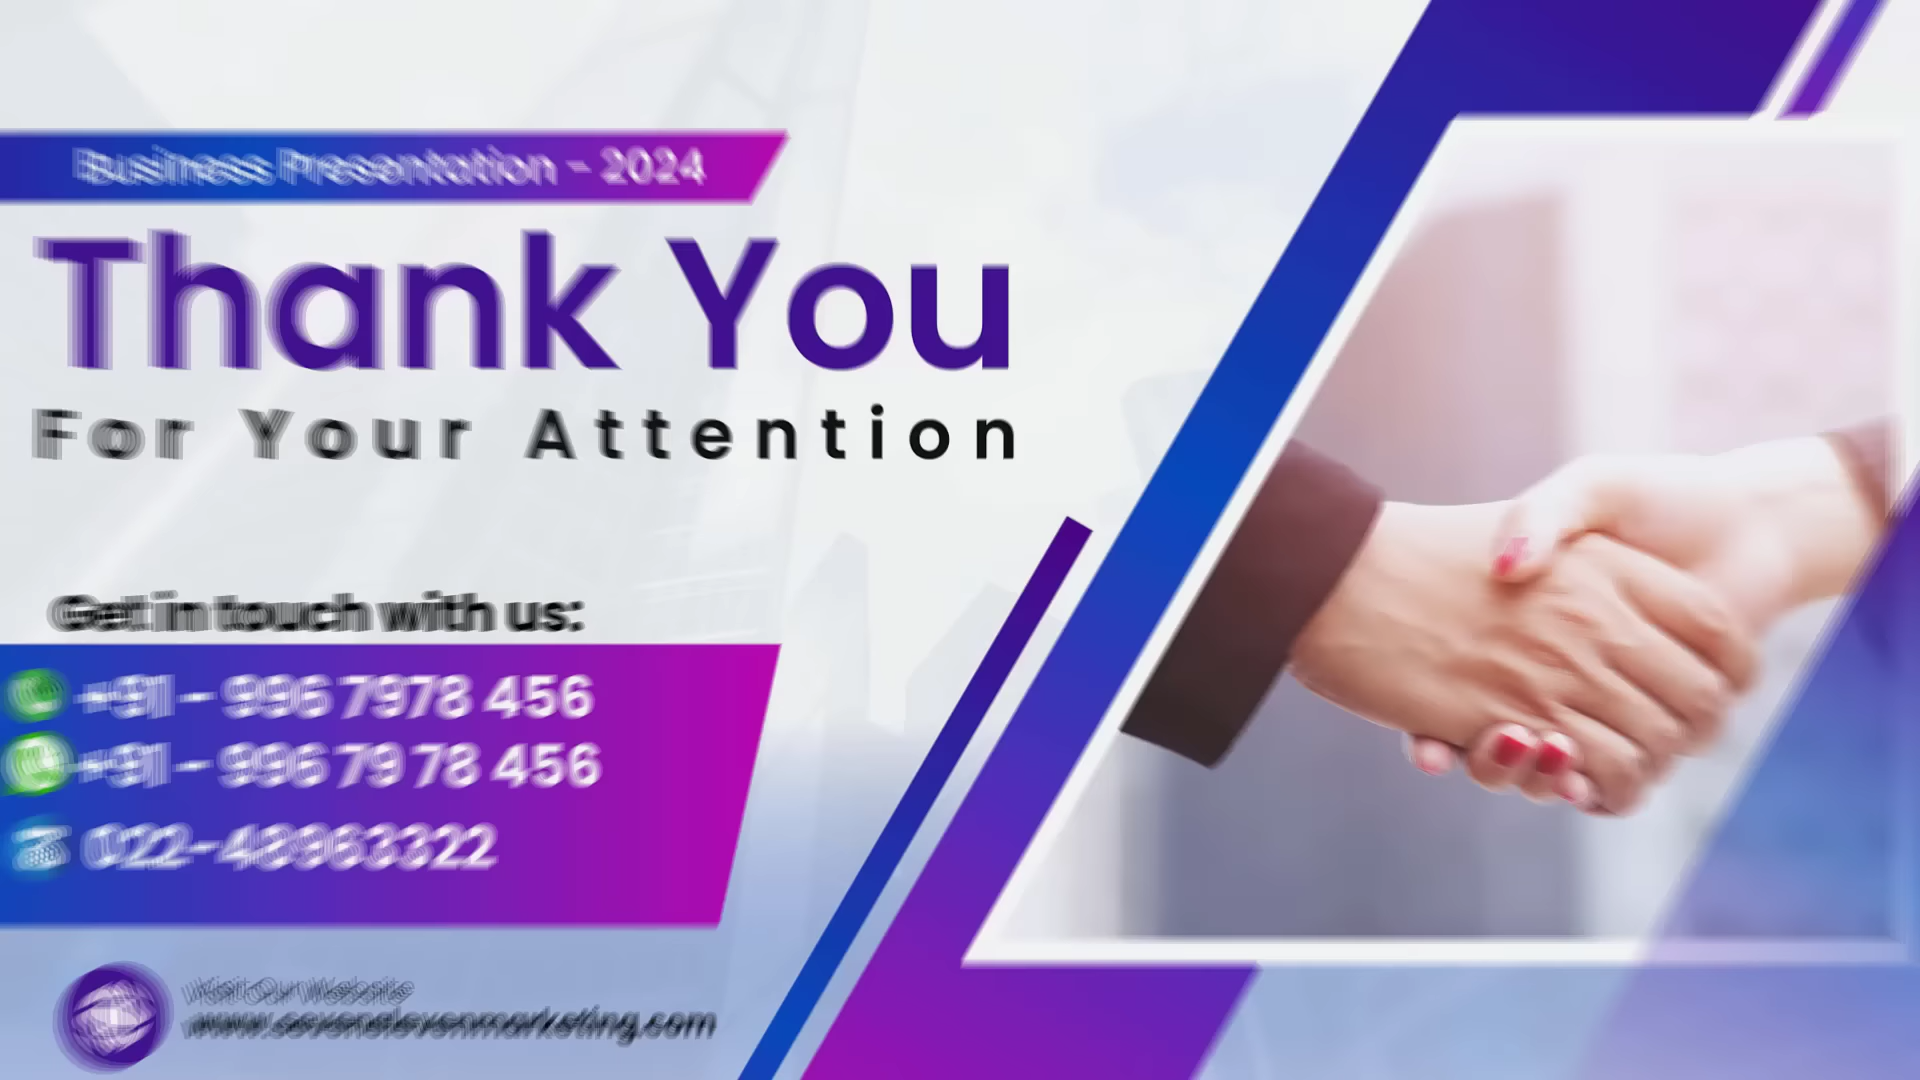 Business Presentation - 2024
Thank You
For Your Attention
Get in touch with us:
+91 - 996 7978 456
+91 - 996 79 78 456
022-48963322
Visit Our Website
www.sevenelevenmarketing.com